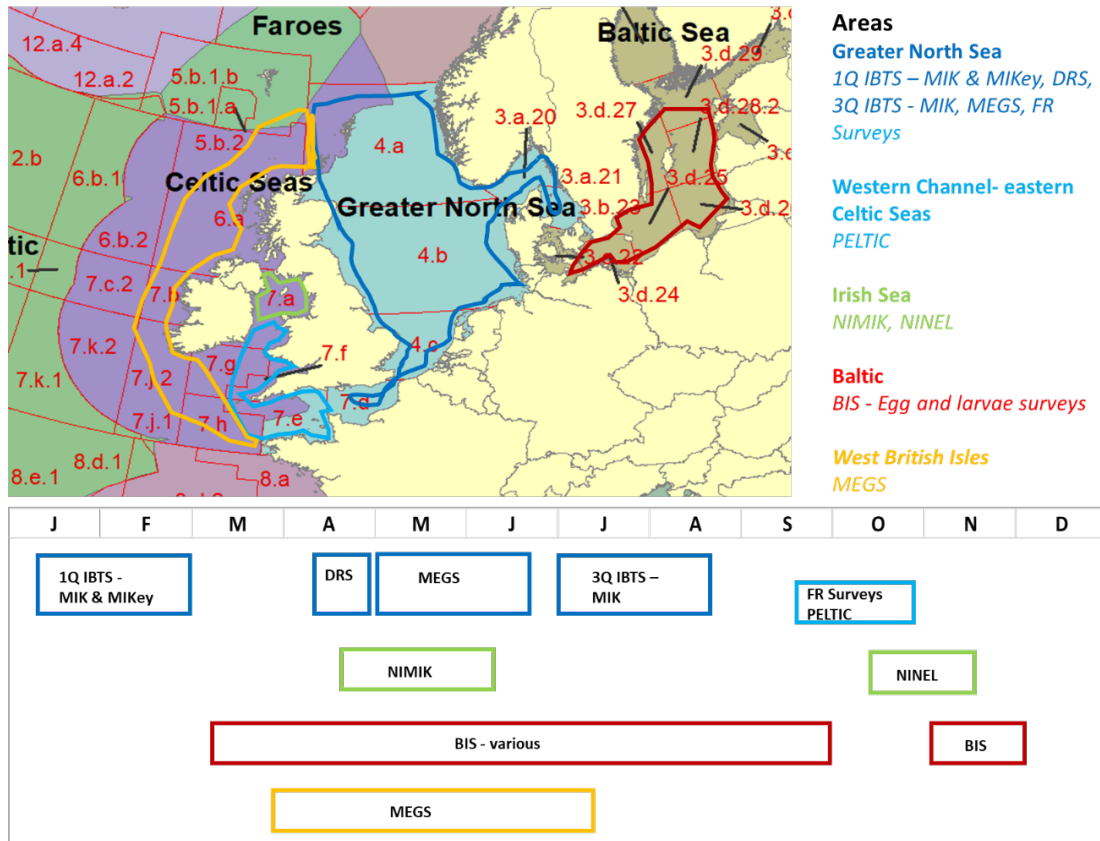 Faroes
Baltic Sea
12.a.4
12.a.2
5.b.1.b
5.b.1.a
5.b.2
3.d.29
3.d.27
3.d.28.2
3.a.20
4.a
2.b
6.b.1
Celtic Seas
6.a
3.a.21
3.d.25
Greater North Sea
3.b.23
tic
6.b.2
4.b
.1
7.c.2
7.b
7.a
3.d.24
7.k.2
7.g
7.f
4.c
7.k.1
7.j.2
7.d
7.j.1
7.h
7.e
8.d.1
8.e.1
8.a
Areas
Greater North Sea
1Q IBTS – MIK & MIKey, DRS,
3Q IBTS - MIK, MEGS, FR
Surveys
Western Channel- eastern
Celtic Seas
PELTIC
Irish Sea
NIMIK, NINEL
Baltic
BIS - Egg and larvae surveys
West British Isles
MEGS
J F M A M J J A S O N D
1Q IBTS -
MIK & MIKey
DRS
MEGS
3Q IBTS –
MIK
FR Surveys
PELTIC
NIMIK
NINEL
BIS - various
BIS
MEGS